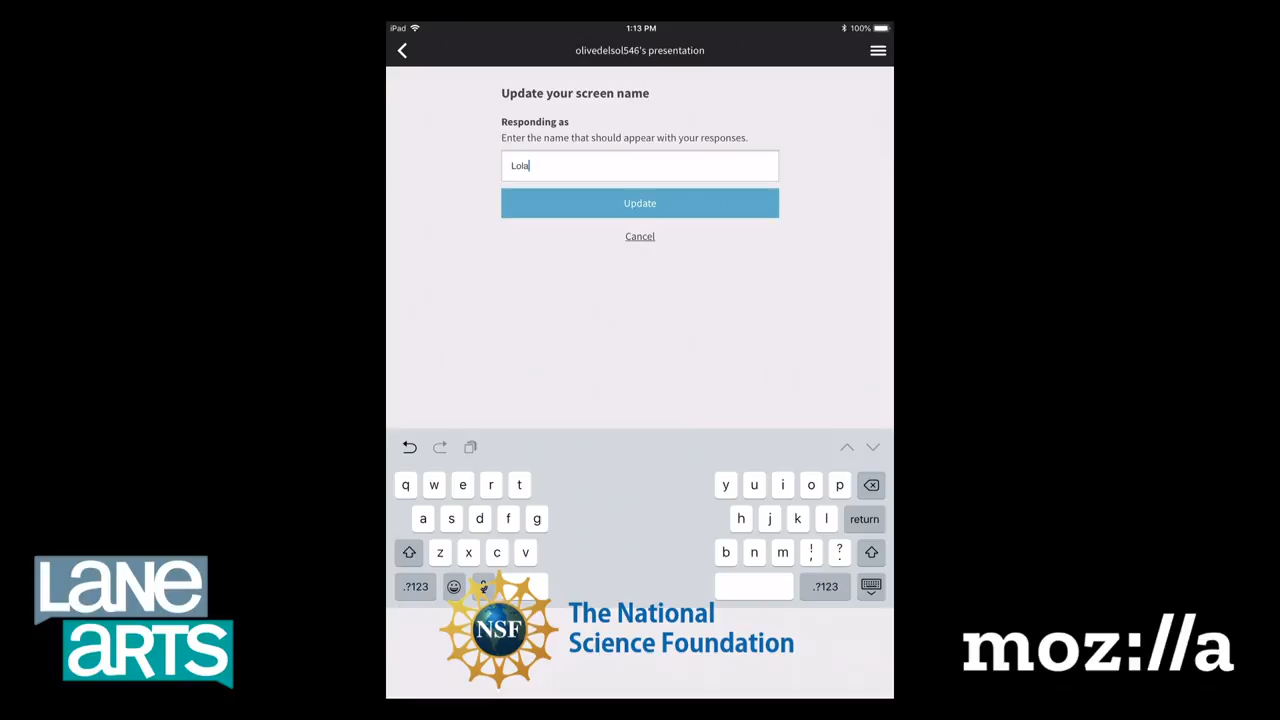 iPad 1:13 PM 100%
olivedelsol546's presentation
Update your screen name
Responding as
Enter the name that should appear with your responses.
Lola
Update
Cancel
q w e r t y u i o p
a s d f g h j k l return
z x c v b n m ! , ? .
.?123 .?123
LANE
ARTS
NSF
The National
Science Foundation
moz://a